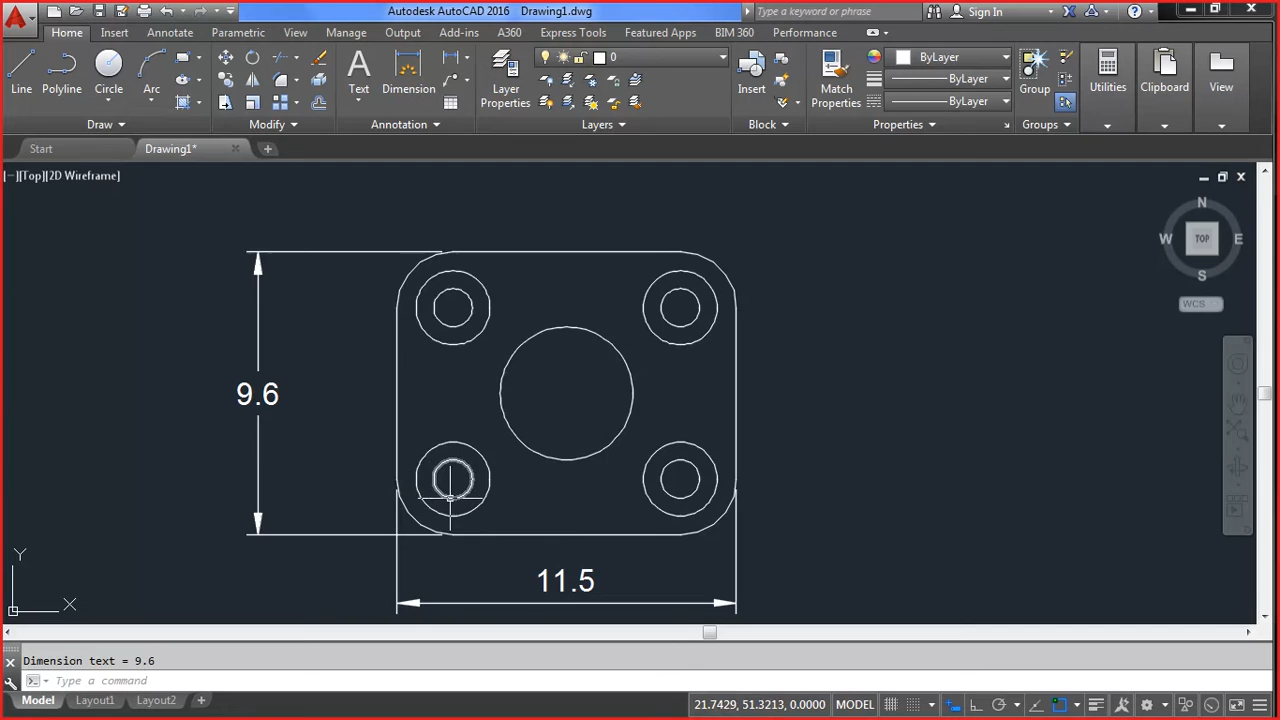 Autodesk AutoCAD 2016 Drawing1.dwg
Type a keyword or phrase
Sign In
Home Insert Annotate Parametric View Manage Output Add-ins A360 Express Tools Featured Apps BIM 360 Performance
Line Polyline Circle Arc
Text Dimension
Layer Properties
0
Insert
Match Properties
ByLayer
ByLayer
ByLayer
Group
Utilities
Clipboard
View
Draw Modify Annotation Layers Block Properties Groups
Start Drawing1*
[−][Top][2D Wireframe]
N
W TOP E
S
WCS
9.6
11.5
Y
X
Dimension text = 9.6
Type a command
Model Layout1 Layout2
21.7429, 51.3213, 0.0000 MODEL